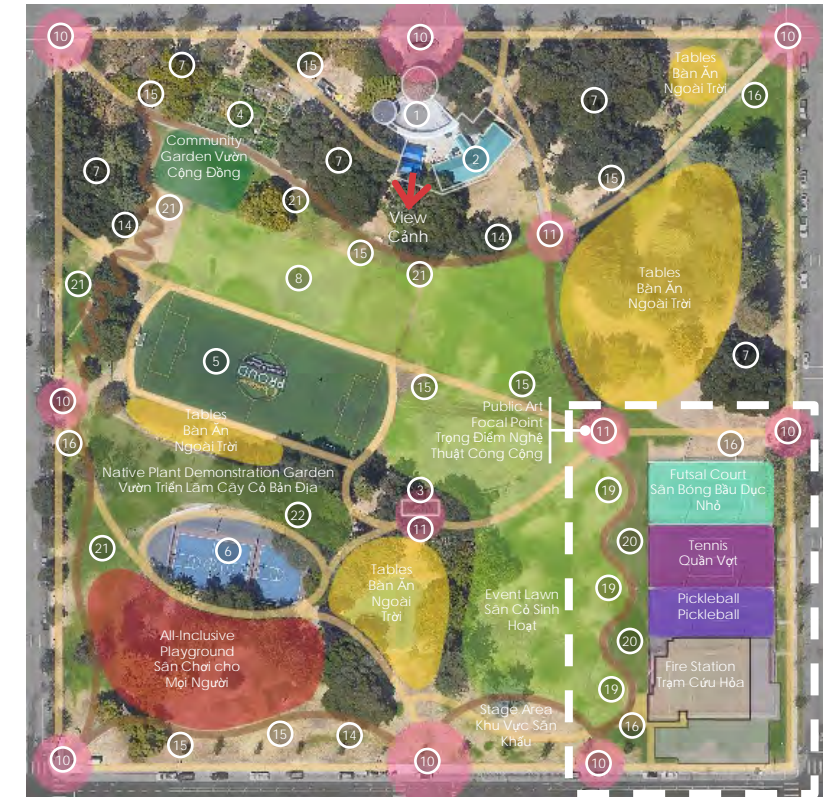 10
10
10
Tables
Bàn Ăn
Ngoài Trời
7
15
15
16
7
4
1
Community
Garden Vườn
Cộng Đồng
7
2
7
15
21
21
View
Cảnh
14
14
11
15
21
8
21
Tables
Bàn Ăn
Ngoài Trời
5
PROUD
7
15
15
10
Tables
Bàn Ăn
Ngoài Trời
Public Art
Focal Point
Trọng Điểm Nghệ
Thuật Công Cộng
11
10
16
16
Native Plant Demonstration Garden
Vườn Triển Lãm Cây Cỏ Bản Địa
Futsal Court
Sân Bóng Bầu Dục
Nhỏ
3
19
22
11
21
6
20
Tennis
Quần Vợt
Tables
Bàn Ăn
Ngoài
Trời
Event Lawn
Sân Cỏ Sinh
Hoạt
19
Pickleball
Pickleball
All-Inclusive
Playground
Sân Chơi cho
Mọi Người
20
Fire Station
Trạm Cứu Hỏa
19
Stage Area
Khu Vực Sân
Khấu
16
15
15
14
10
10
10